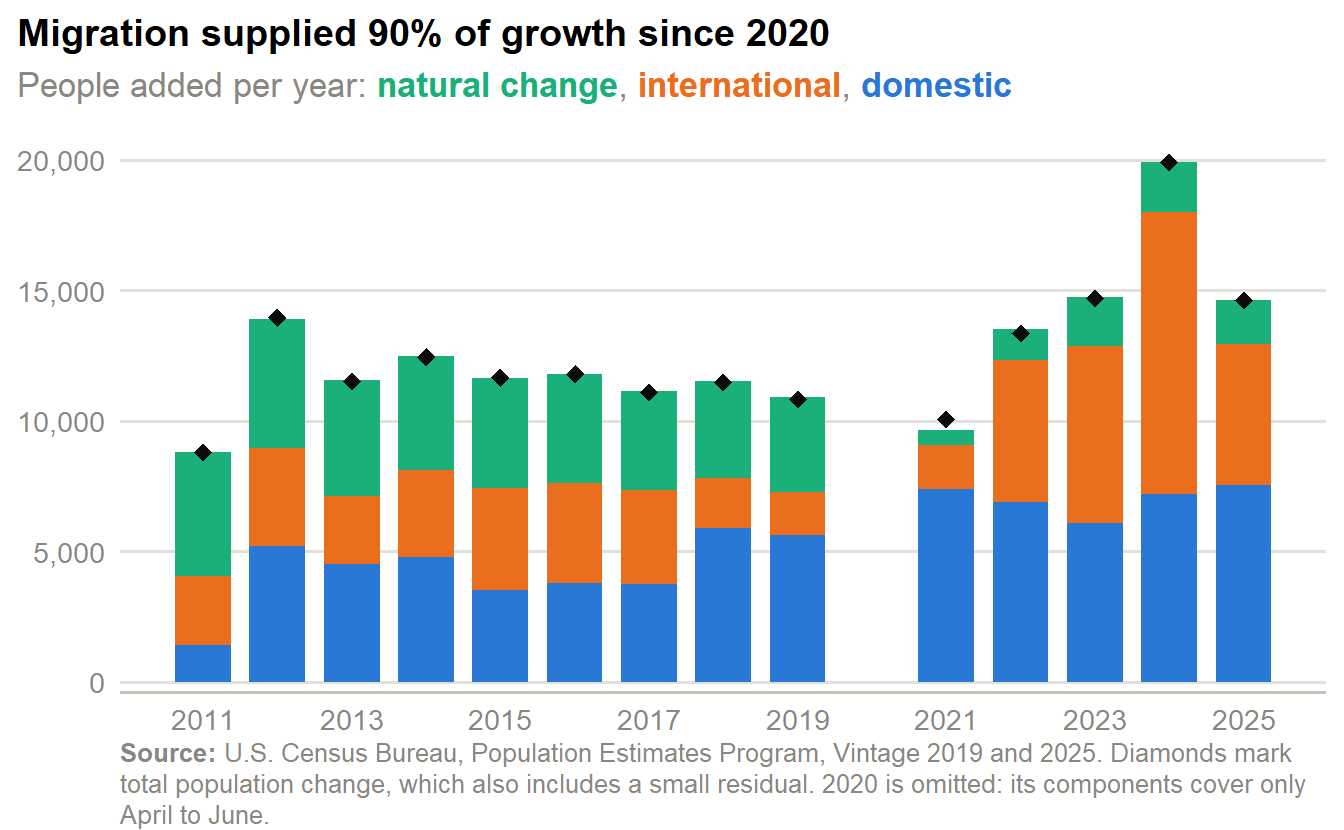 Migration supplied 90% of growth since 2020
People added per year: natural change, international, domestic
20,000
15,000
10,000
5,000
0
2011 2013 2015 2017 2019 2021 2023 2025
Source: U.S. Census Bureau, Population Estimates Program, Vintage 2019 and 2025. Diamonds mark
total population change, which also includes a small residual. 2020 is omitted: its components cover only
April to June.